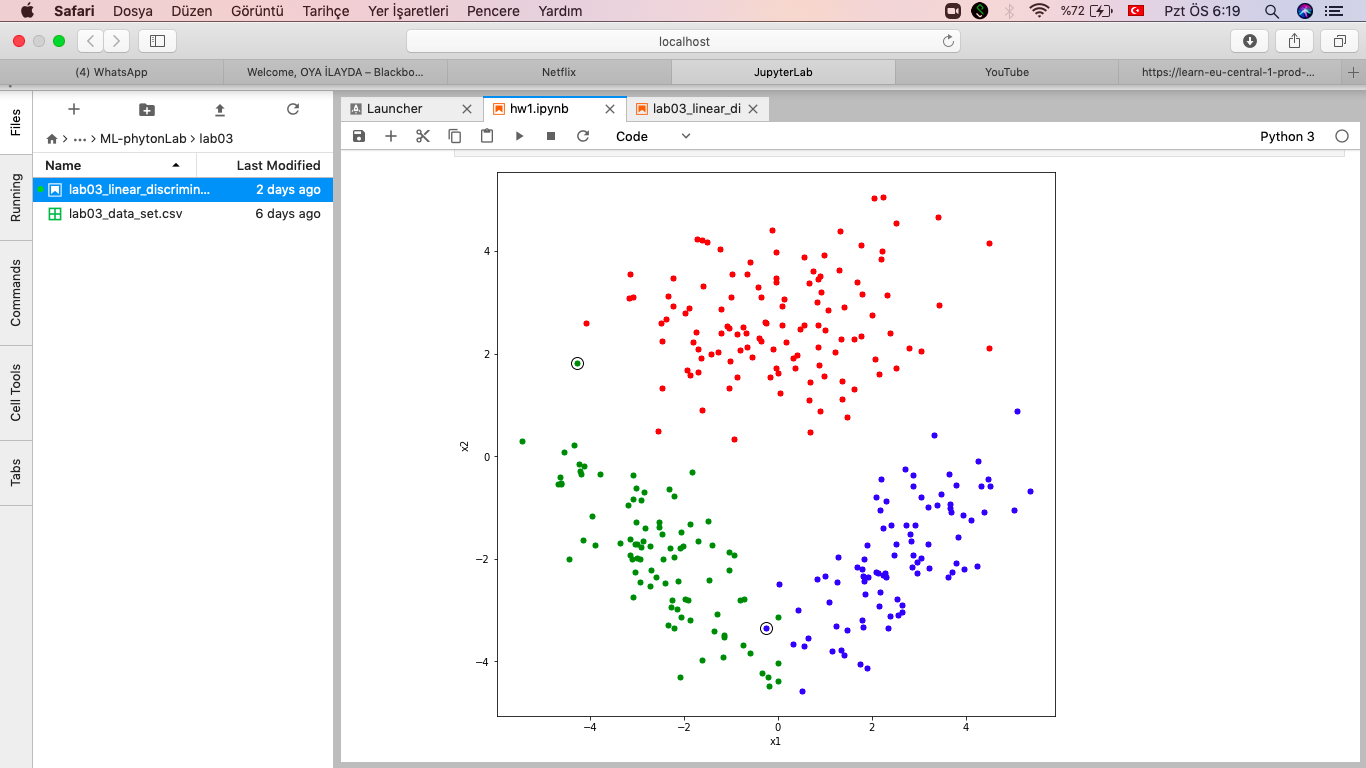 Safari Dosya Düzen Görüntü Tarihçe Yer İşaretleri Pencere Yardım %72 Pzt ÖS 6:19
localhost
(4) WhatsApp Welcome, OYA İLAYDA – Blackbo... Netflix JupyterLab YouTube https://learn-eu-central-1-prod-...
Files
Running
Commands
Cell Tools
Tabs
... ML-phytonLab lab03
Name Last Modified
lab03_linear_discrimin... 2 days ago
lab03_data_set.csv 6 days ago
Launcher hw1.ipynb lab03_linear_di
Code Python 3
4
2
0
−2
−4
x2
−4 −2 0 2 4
x1